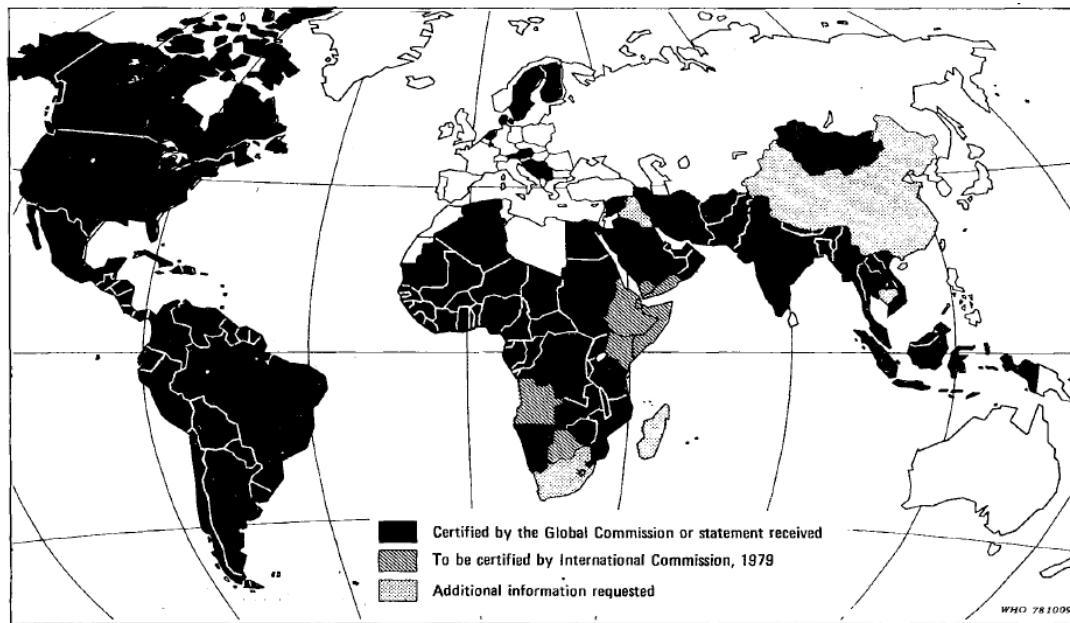 Certified by the Global Commission or statement received
To be certified by International Commission, 1979
Additional information requested
WHO 781009